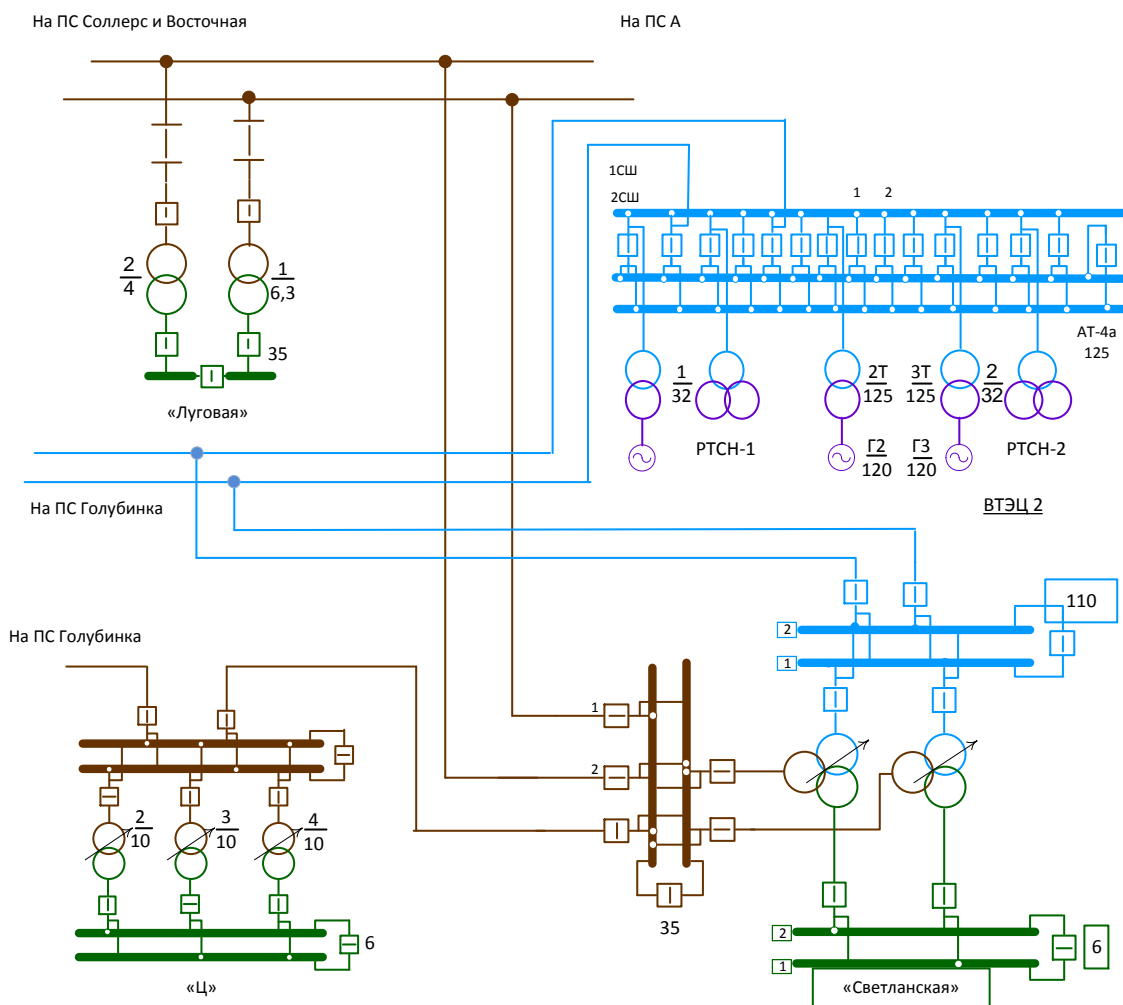 На ПС Соллерс и Восточная
На ПС А
1СШ
2СШ
1
2
2
4
1
6,3
35
«Луговая»
АТ-4а
125
1
32
2Т
125
3Т
125
2
32
РТСН-1
Г2
120
Г3
120
РТСН-2
ВТЭЦ 2
На ПС Голубинка
110
2
1
На ПС Голубинка
1
2
2
10
3
10
4
10
35
6
«Ц»
2
1
6
«Светланская»